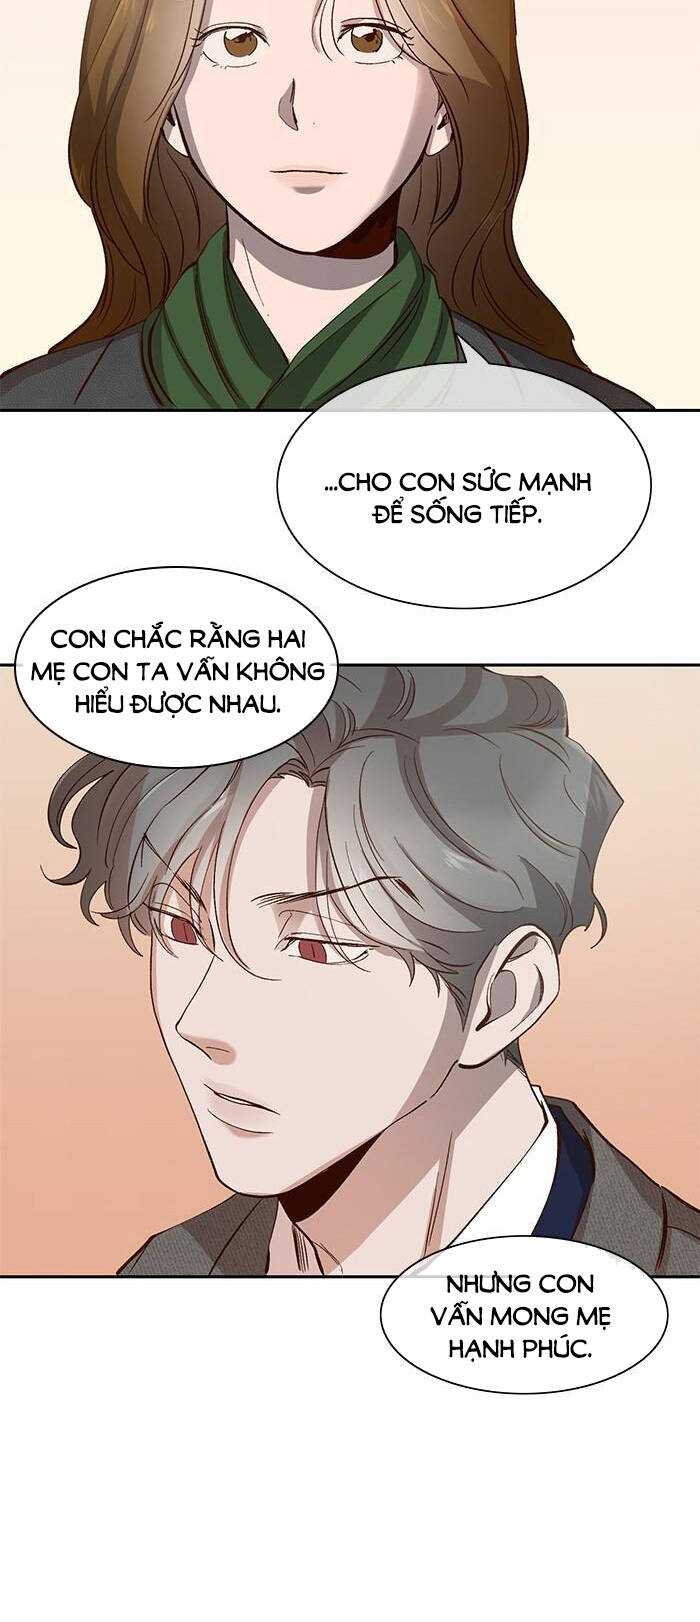 ...CHO CON SỨC MẠNH
ĐỂ SỐNG TIẾP.
CON CHẮC RẰNG HAI
MẸ CON TA VẪN KHÔNG
HIỂU ĐƯỢC NHAU.
NHƯNG CON
VẪN MONG MẸ
HẠNH PHÚC.